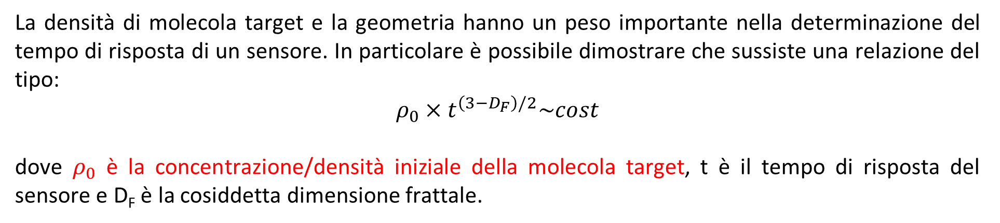 La densità di molecola target e la geometria hanno un peso importante nella determinazione del
tempo di risposta di un sensore. In particolare è possibile dimostrare che sussiste una relazione del
tipo:
ρ₀ × t^(3−D_F)/2 ~cost
dove ρ₀ è la concentrazione/densità iniziale della molecola target, t è il tempo di risposta del
sensore e D_F è la cosiddetta dimensione frattale.